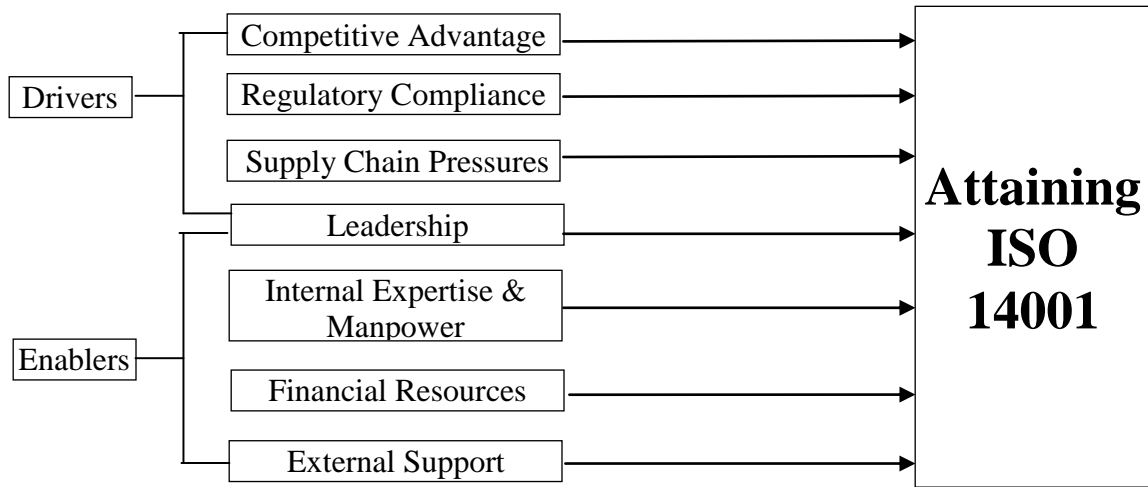 Competitive Advantage
Drivers
Regulatory Compliance
Supply Chain Pressures
Leadership
Internal Expertise &
Manpower
Enablers
Financial Resources
External Support
Attaining
ISO
14001